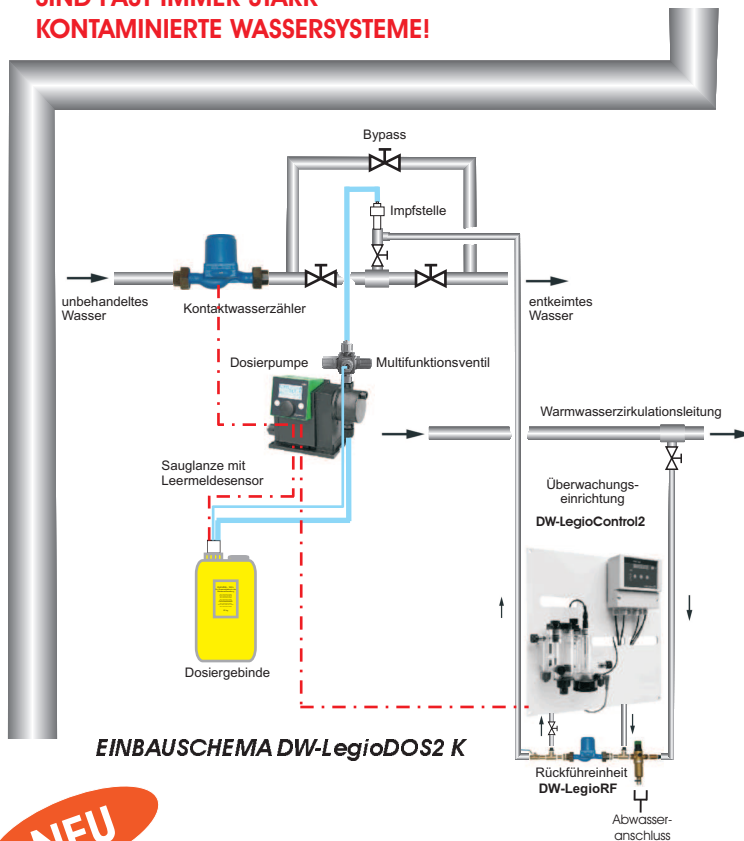 SIND FAST IMMER STARK
KONTAMINIERTE WASSERSYSTEME!
Bypass
Impfstelle
unbehandeltes
Wasser
Kontaktwasserzähler
entkeimtes
Wasser
Dosierpumpe
Multifunktionsventil
Warmwasserzirkulationsleitung
Sauglanze mit
Leermeldesensor
Überwachungs-
einrichtung
DW-LegioControl2
Dosiergebinde
EINBAUSCHEMA DW-LegioDOS2 K
Rückführeinheit
DW-LegioRF
Abwasser-
anschluss
NEU